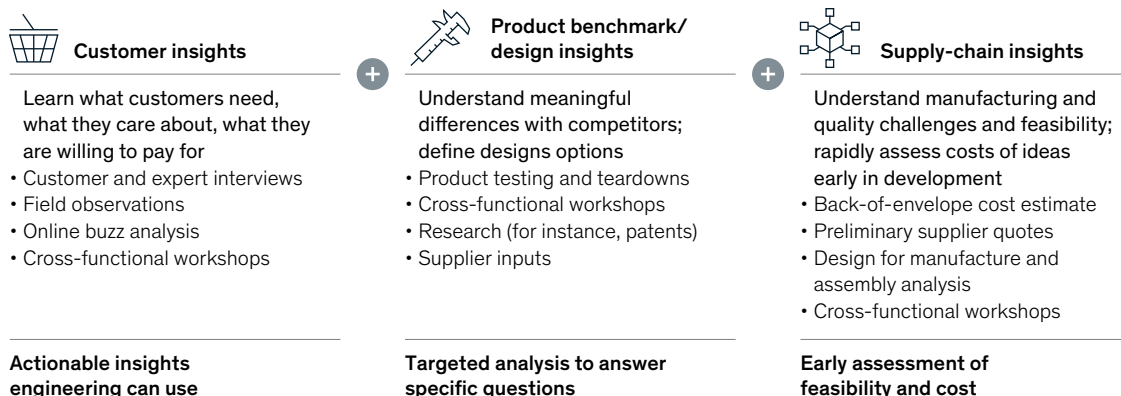 Customer insights
Learn what customers need,
what they care about, what they
are willing to pay for
• Customer and expert interviews
• Field observations
• Online buzz analysis
• Cross-functional workshops
Actionable insights
engineering can use
+
Product benchmark/
design insights
Understand meaningful
differences with competitors;
define designs options
• Product testing and teardowns
• Cross-functional workshops
• Research (for instance, patents)
• Supplier inputs
Targeted analysis to answer
specific questions
+
Supply-chain insights
Understand manufacturing and
quality challenges and feasibility;
rapidly assess costs of ideas
early in development
• Back-of-envelope cost estimate
• Preliminary supplier quotes
• Design for manufacture and
assembly analysis
• Cross-functional workshops
Early assessment of
feasibility and cost